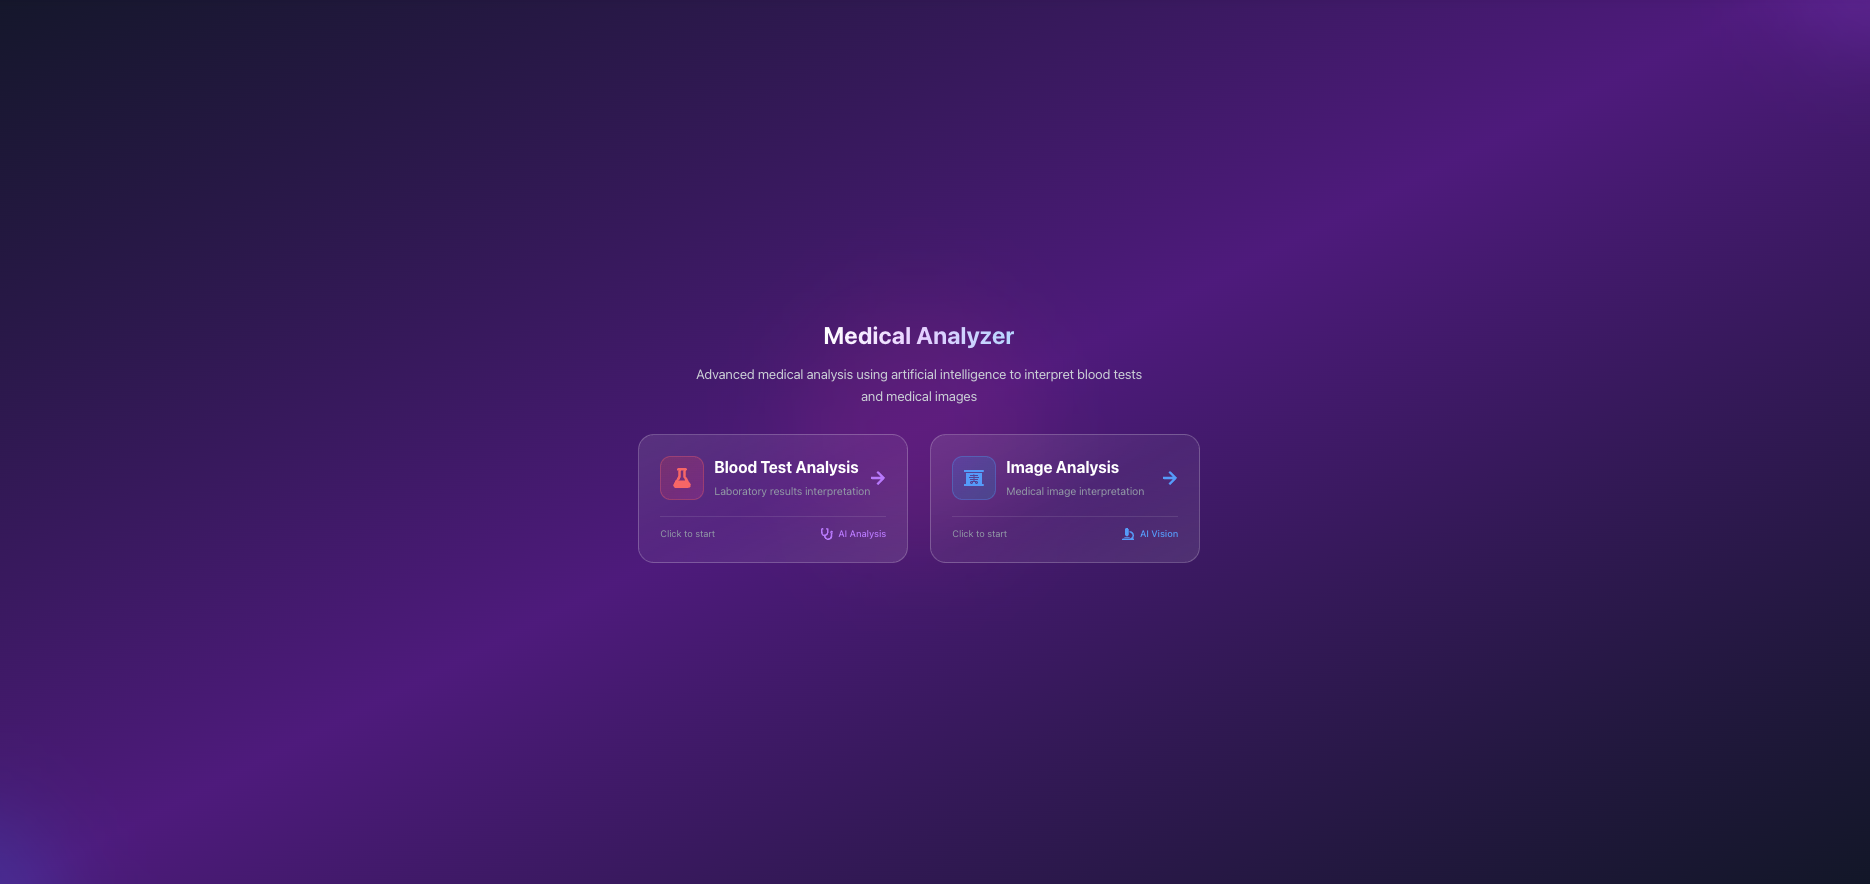 Medical Analyzer
Advanced medical analysis using artificial intelligence to interpret blood tests
and medical images
Blood Test Analysis
Laboratory results interpretation
Click to start
AI Analysis
Image Analysis
Medical image interpretation
Click to start
AI Vision